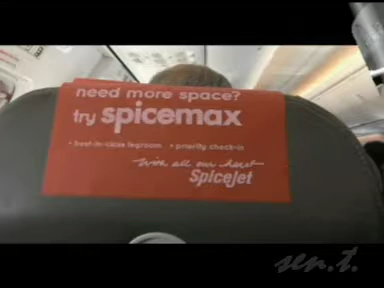 need more space?
try spicemax
• best-in-class legroom • priority check-in
With all our heart
SpiceJet
sen.t.